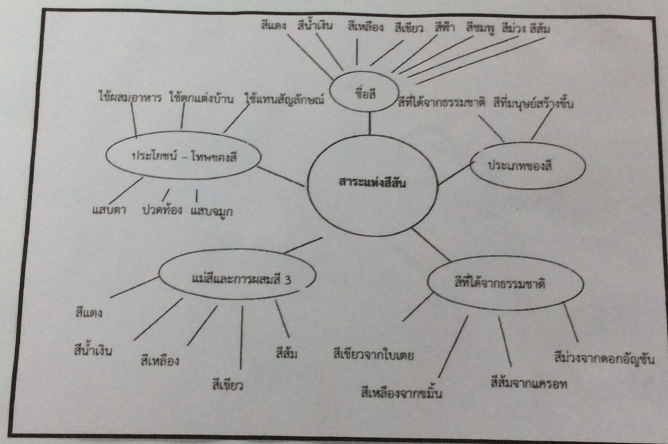 สีแดง สีน้ำเงิน สีเหลือง สีเขียว สีฟ้า สีชมพู สีม่วง สีส้ม
ชื่อสี
ใช้ผสมอาหาร ใช้ตกแต่งบ้าน ใช้แทนสัญลักษณ์
สีที่ได้จากธรรมชาติ สีที่มนุษย์สร้างขึ้น
ประโยชน์ – โทษของสี
ประเภทของสี
สาระแห่งสีสัน
แสบตา ปวดท้อง แสบจมูก
แม่สีและการผสมสี 3
สีที่ได้จากธรรมชาติ
สีแดง
สีน้ำเงิน
สีเหลือง
สีเขียว
สีส้ม
สีเขียวจากใบเตย
สีเหลืองจากขมิ้น
สีส้มจากแครอท
สีม่วงจากดอกอัญชัน